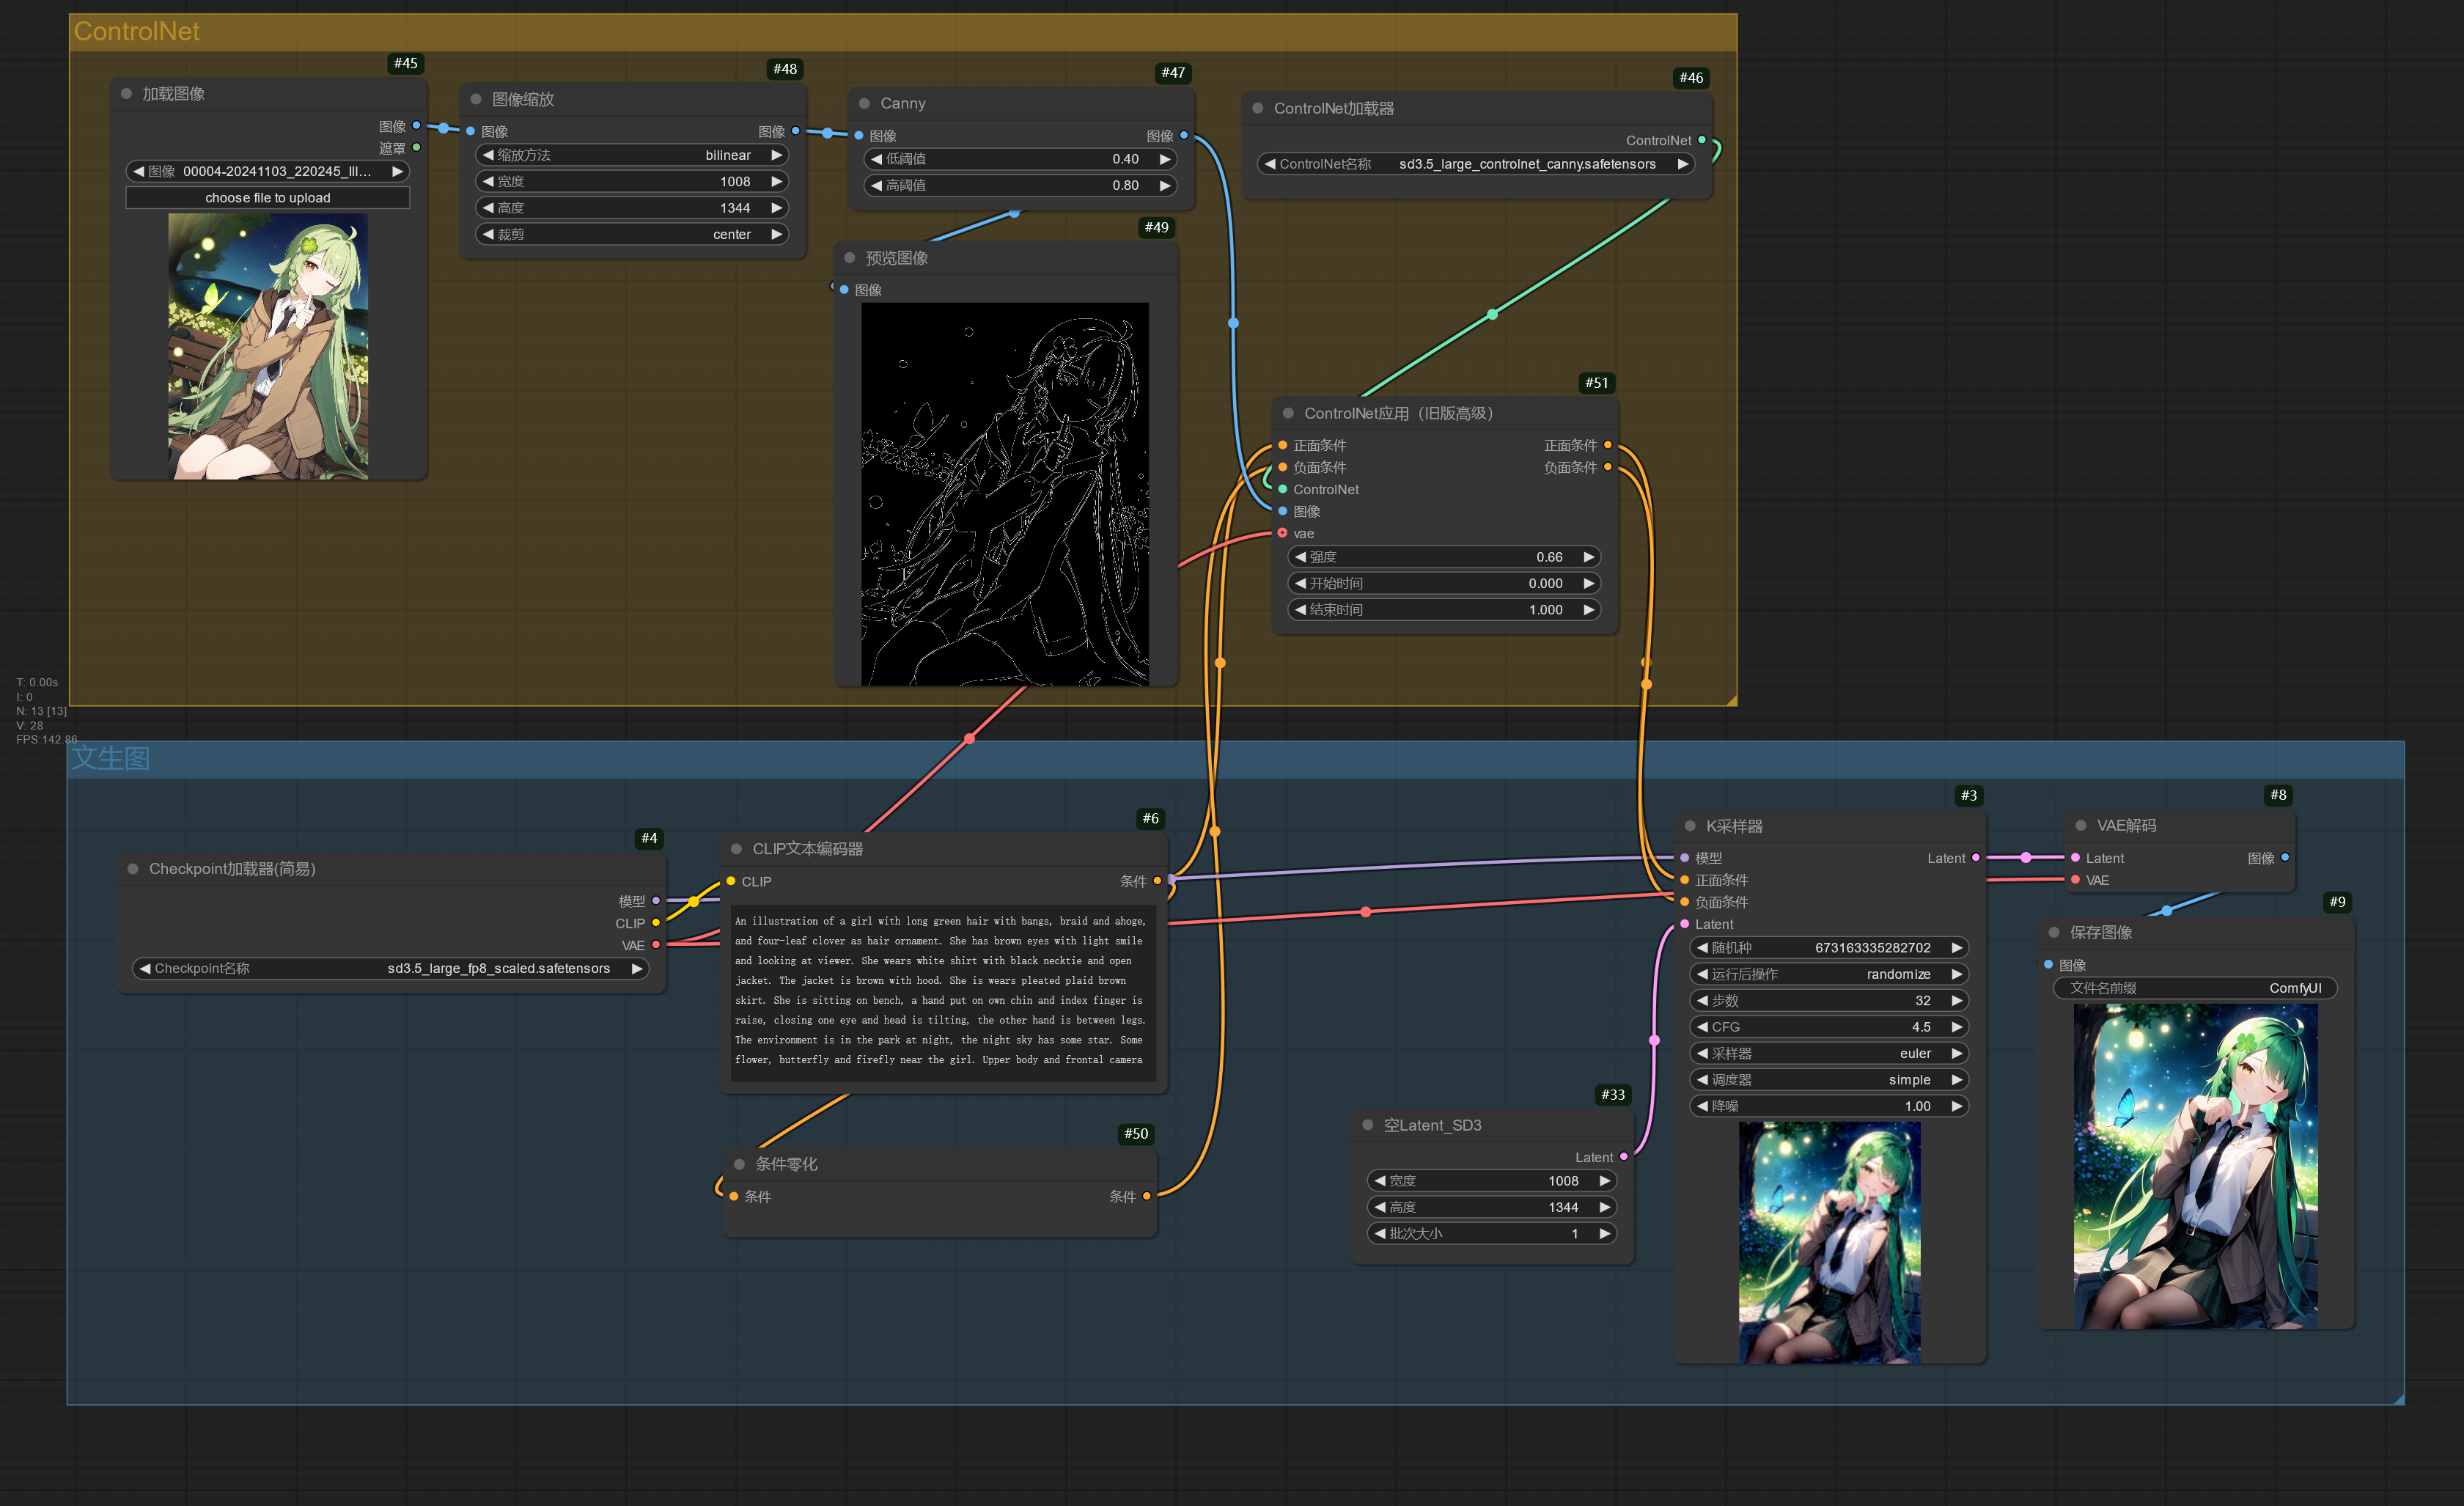 ControlNet
#45
加载图像
图像
遮罩
图像 00004-20241103_220245_III...
choose file to upload
#48
图像缩放
图像 图像
缩放方法 bilinear
宽度 1008
高度 1344
裁剪 center
#47
Canny
图像 图像
低阈值 0.40
高阈值 0.80
#46
ControlNet加载器
ControlNet
ControlNet名称 sd3.5_large_controlnet_canny.safetensors
#49
预览图像
图像
#51
ControlNet应用（旧版高级）
正面条件 正面条件
负面条件 负面条件
ControlNet
图像
vae
强度 0.66
开始时间 0.000
结束时间 1.000
T: 0.00s
I: 0
N: 13 [13]
V: 28
FPS:142.86
文生图
#4
Checkpoint加载器(简易)
模型
CLIP
VAE
Checkpoint名称 sd3.5_large_fp8_scaled.safetensors
#6
CLIP文本编码器
CLIP 条件
An illustration of a girl with long green hair with bangs, braid and ahoge,
and four-leaf clover as hair ornament. She has brown eyes with light smile
and looking at viewer. She wears white shirt with black necktie and open
jacket. The jacket is brown with hood. She is wears pleated plaid brown
skirt. She is sitting on bench, a hand put on own chin and index finger is
raise, closing one eye and head is tilting, the other hand is between legs.
The environment is in the park at night, the night sky has some star. Some
flower, butterfly and firefly near the girl. Upper body and frontal camera
#50
条件零化
条件 条件
#33
空Latent_SD3
Latent
宽度 1008
高度 1344
批次大小 1
#3
K采样器
模型 Latent
正面条件
负面条件
Latent
随机种 673163335282702
运行后操作 randomize
步数 32
CFG 4.5
采样器 euler
调度器 simple
降噪 1.00
#8
VAE解码
Latent 图像
VAE
#9
保存图像
图像
文件名前缀 ComfyUI